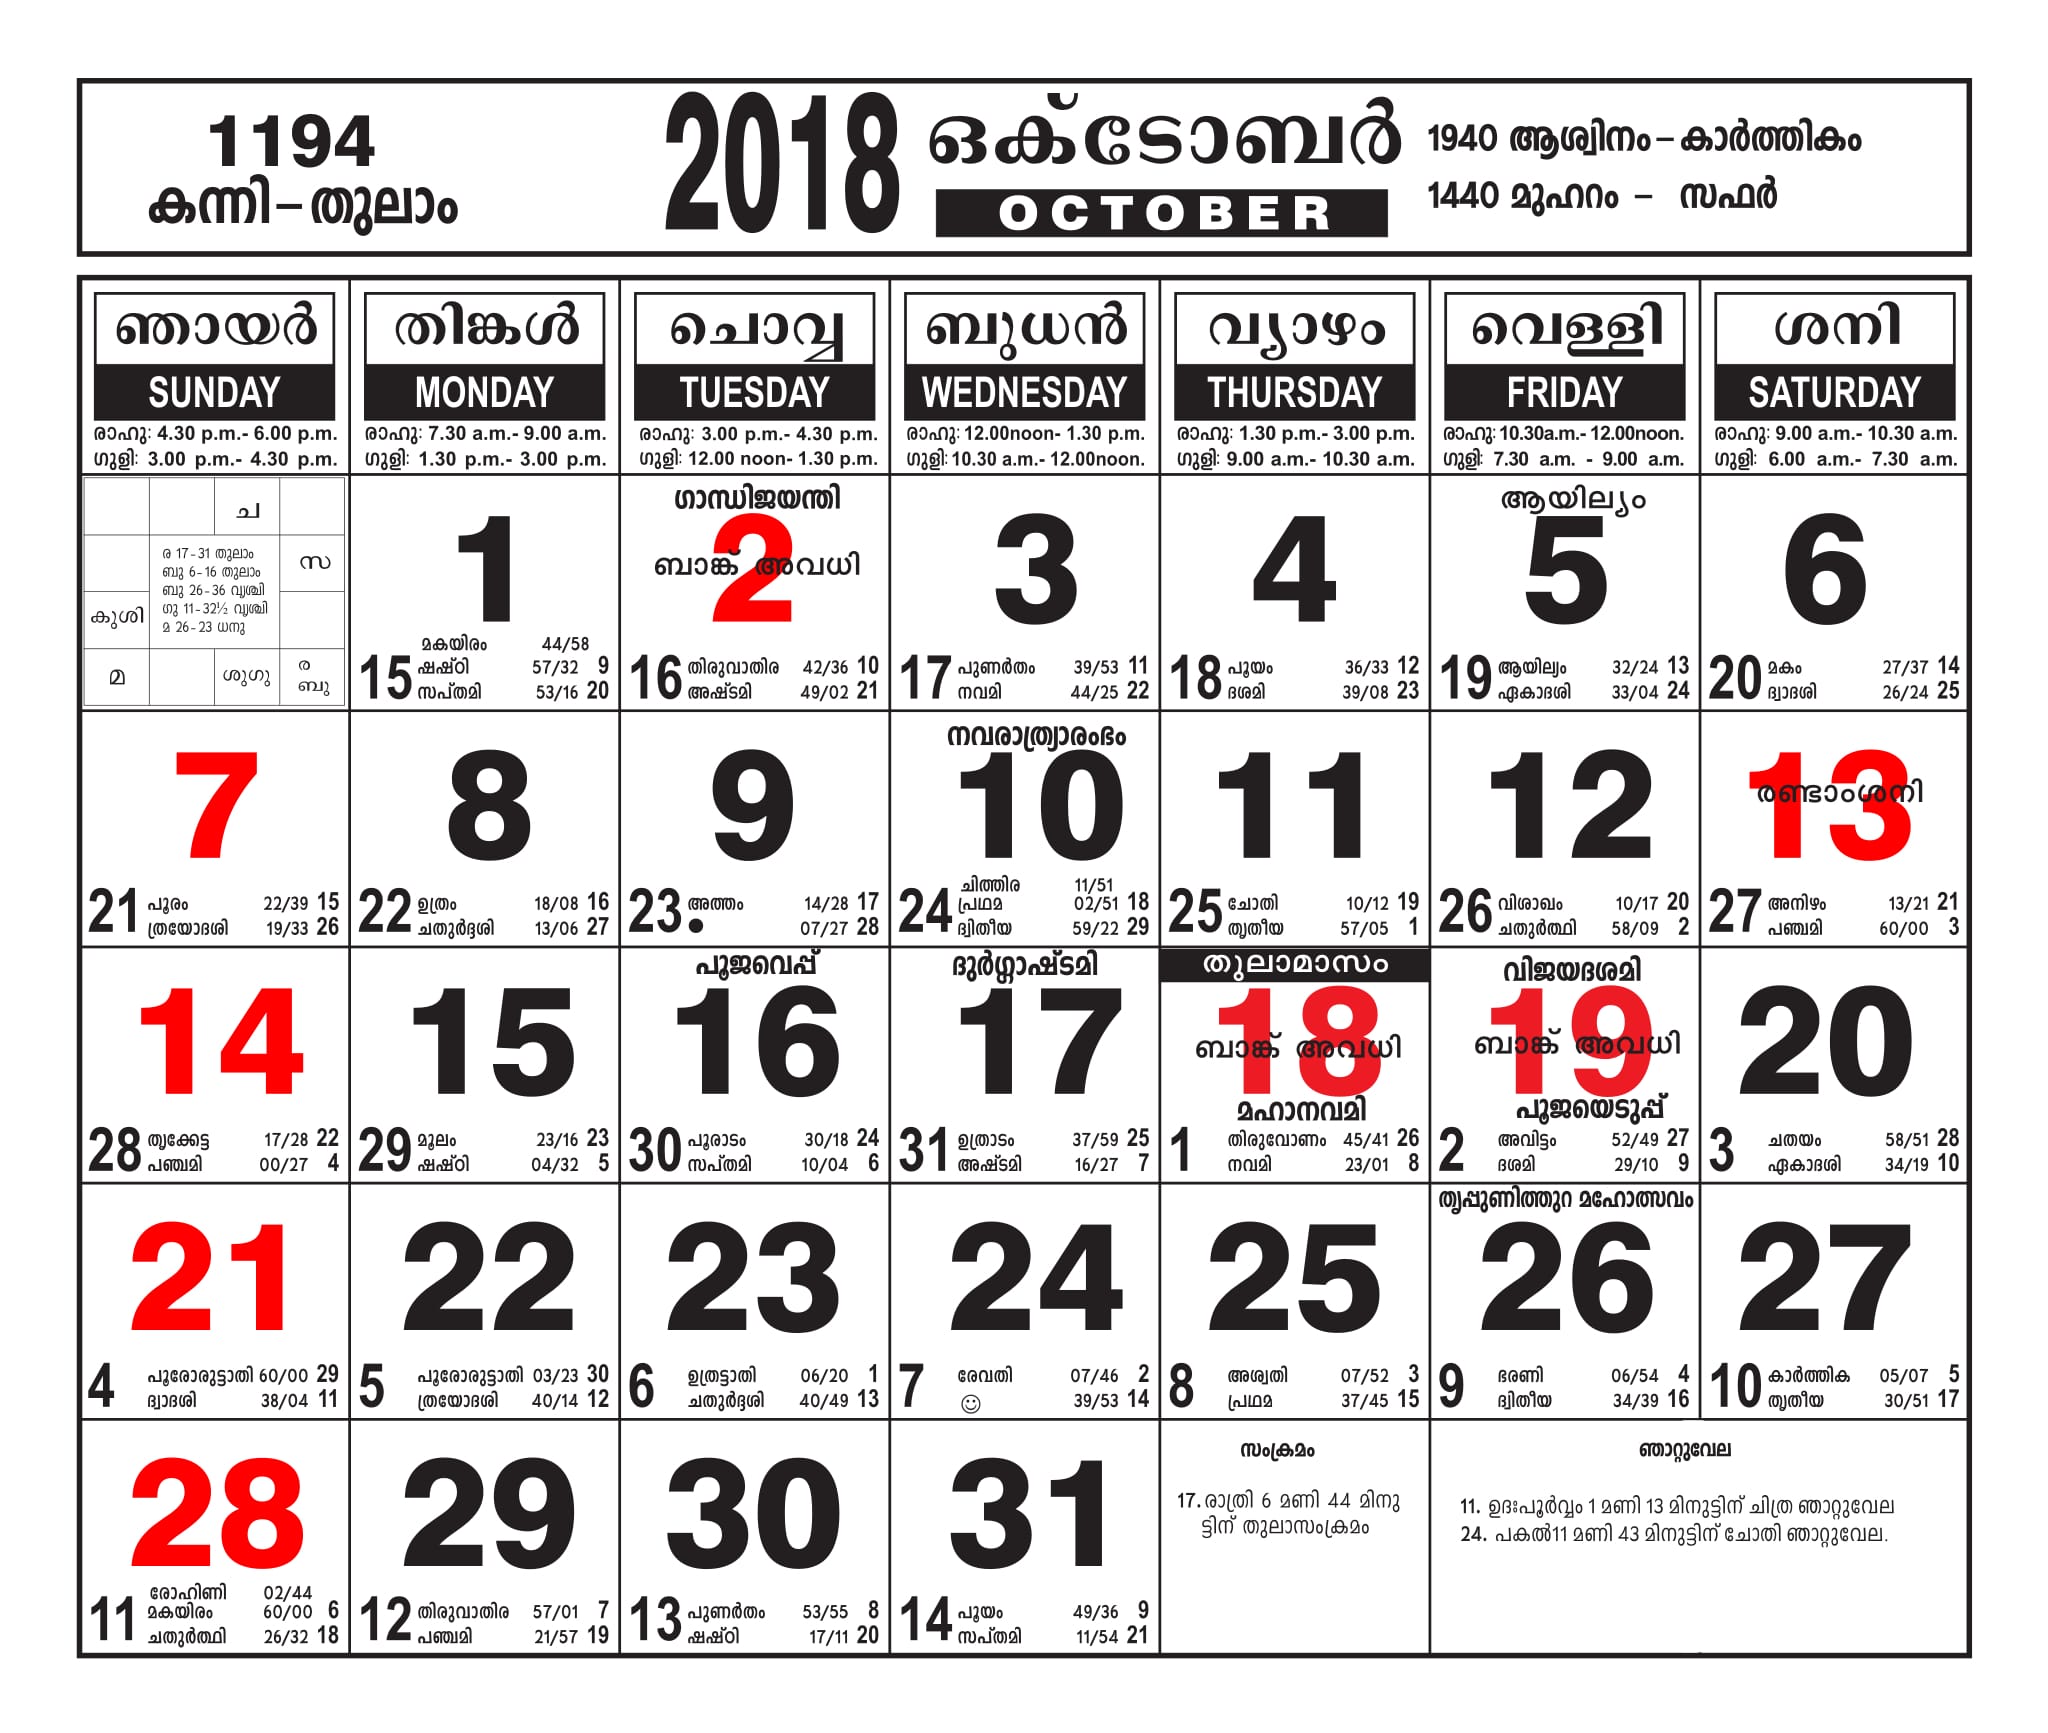 1194
കന്നി – തുലാം
2018
ഒക്ടോബർ
OCTOBER
1940 ആശ്വിനം – കാർത്തികം
1440 മുഹറം – സഫർ
ഞായർ
SUNDAY
രാഹു: 4.30 p.m.- 6.00 p.m.
ഗുളി: 3.00 p.m.- 4.30 p.m.
തിങ്കൾ
MONDAY
രാഹു: 7.30 a.m.- 9.00 a.m.
ഗുളി: 1.30 p.m.- 3.00 p.m.
ചൊവ്വ
TUESDAY
രാഹു: 3.00 p.m.- 4.30 p.m.
ഗുളി: 12.00 noon- 1.30 p.m.
ബുധൻ
WEDNESDAY
രാഹു: 12.00noon- 1.30 p.m.
ഗുളി: 10.30 a.m.- 12.00noon.
വ്യാഴം
THURSDAY
രാഹു: 1.30 p.m.- 3.00 p.m.
ഗുളി: 9.00 a.m.- 10.30 a.m.
വെള്ളി
FRIDAY
രാഹു: 10.30a.m.- 12.00noon.
ഗുളി: 7.30 a.m. - 9.00 a.m.
ശനി
SATURDAY
രാഹു: 9.00 a.m.- 10.30 a.m.
ഗുളി: 6.00 a.m.- 7.30 a.m.
ച
ര 17-31 തുലാം
ബു 6-16 തുലാം
ബു 26-36 വൃശ്ചി
ഗു 11-32½ വൃശ്ചി
മ 26-23 ധനു
സ
കുശി
മ
ശുഗു
ര
ബു
1
മകയിരം 44/58
15 ഷഷ്ഠി 57/32 9
സപ്തമി 53/16 20
ഗാന്ധിജയന്തി
2
ബാങ്ക് അവധി
16 തിരുവാതിര 42/36 10
അഷ്ടമി 49/02 21
3
17 പുണർതം 39/53 11
നവമി 44/25 22
4
18 പൂയം 36/33 12
ദശമി 39/08 23
ആയില്യം
5
19 ആയില്യം 32/24 13
ഏകാദശി 33/04 24
6
20 മകം 27/37 14
ദ്വാദശി 26/24 25
7
21 പൂരം 22/39 15
ത്രയോദശി 19/33 26
8
22 ഉത്രം 18/08 16
ചതുർദ്ദശി 13/06 27
9
23 അത്തം 14/28 17
07/27 28
നവരാത്ര്യാരംഭം
10
ചിത്തിര 11/51
24 പ്രഥമ 02/51 18
ദ്വിതീയ 59/22 29
11
25 ചോതി 10/12 19
തൃതീയ 57/05 1
12
26 വിശാഖം 10/17 20
ചതുർത്ഥി 58/09 2
13
രണ്ടാംശനി
27 അനിഴം 13/21 21
പഞ്ചമി 60/00 3
14
28 തൃക്കേട്ട 17/28 22
പഞ്ചമി 00/27 4
15
29 മൂലം 23/16 23
ഷഷ്ഠി 04/32 5
പൂജവെപ്പ്
16
30 പൂരാടം 30/18 24
സപ്തമി 10/04 6
ദുർഗ്ഗാഷ്ടമി
17
31 ഉത്രാടം 37/59 25
അഷ്ടമി 16/27 7
തുലാമാസം
18
ബാങ്ക് അവധി
മഹാനവമി
1 തിരുവോണം 45/41 26
നവമി 23/01 8
വിജയദശമി
19
ബാങ്ക് അവധി
പൂജയെടുപ്പ്
2 അവിട്ടം 52/49 27
ദശമി 29/10 9
20
3 ചതയം 58/51 28
ഏകാദശി 34/19 10
21
4 പൂരോരുട്ടാതി 60/00 29
ദ്വാദശി 38/04 11
22
5 പൂരോരുട്ടാതി 03/23 30
ത്രയോദശി 40/14 12
23
6 ഉത്രട്ടാതി 06/20 1
ചതുർദ്ദശി 40/49 13
24
7 രേവതി 07/46 2
39/53 14
25
8 അശ്വതി 07/52 3
പ്രഥമ 37/45 15
തൃപ്പുണിത്തുറ മഹോത്സവം
26
9 ഭരണി 06/54 4
ദ്വിതീയ 34/39 16
27
10 കാർത്തിക 05/07 5
തൃതീയ 30/51 17
28
രോഹിണി 02/44
11 മകയിരം 60/00 6
ചതുർത്ഥി 26/32 18
29
12 തിരുവാതിര 57/01 7
പഞ്ചമി 21/57 19
30
13 പുണർതം 53/55 8
ഷഷ്ഠി 17/11 20
31
14 പൂയം 49/36 9
സപ്തമി 11/54 21
സംക്രമം
17. രാത്രി 6 മണി 44 മിനു
ട്ടിന് തുലാസംക്രമം
ഞാറ്റുവേല
11. ഉദഃപൂർവ്വം 1 മണി 13 മിനുട്ടിന് ചിത്ര ഞാറ്റുവേല
24. പകൽ11 മണി 43 മിനുട്ടിന് ചോതി ഞാറ്റുവേല.